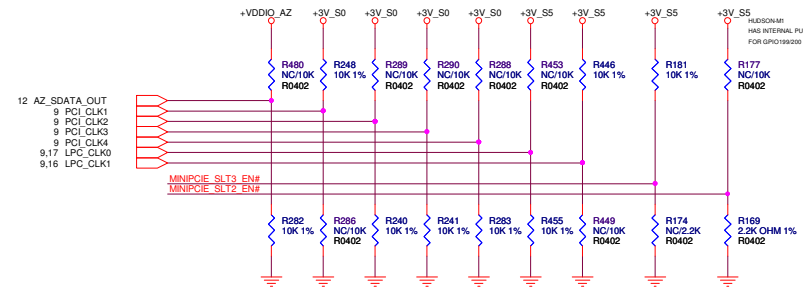 +VDDIO_AZ +3V_S0 +3V_S0 +3V_S0 +3V_S0 +3V_S5 +3V_S5 +3V_S5 +3V_S5
HUDSON-M1
HAS INTERNAL PU
FOR GPIO199/200
R480 R248 R289 R290 R288 R453 R446 R181 R177
NC/10K 10K 1% NC/10K NC/10K NC/10K NC/10K 10K 1% 10K 1% NC/10K
R0402 R0402 R0402 R0402 R0402 R0402
12 AZ_SDATA_OUT
9 PCI_CLK1
9 PCI_CLK2
9 PCI_CLK3
9 PCI_CLK4
9,17 LPC_CLK0
9,16 LPC_CLK1
MINIPCIE_SLT3_EN#
MINIPCIE_SLT2_EN#
R282 R286 R240 R241 R283 R455 R449 R174 R169
10K 1% NC/10K 10K 1% 10K 1% 10K 1% 10K 1% NC/10K NC/2.2K 2.2K OHM 1%
R0402 R0402 R0402 R0402